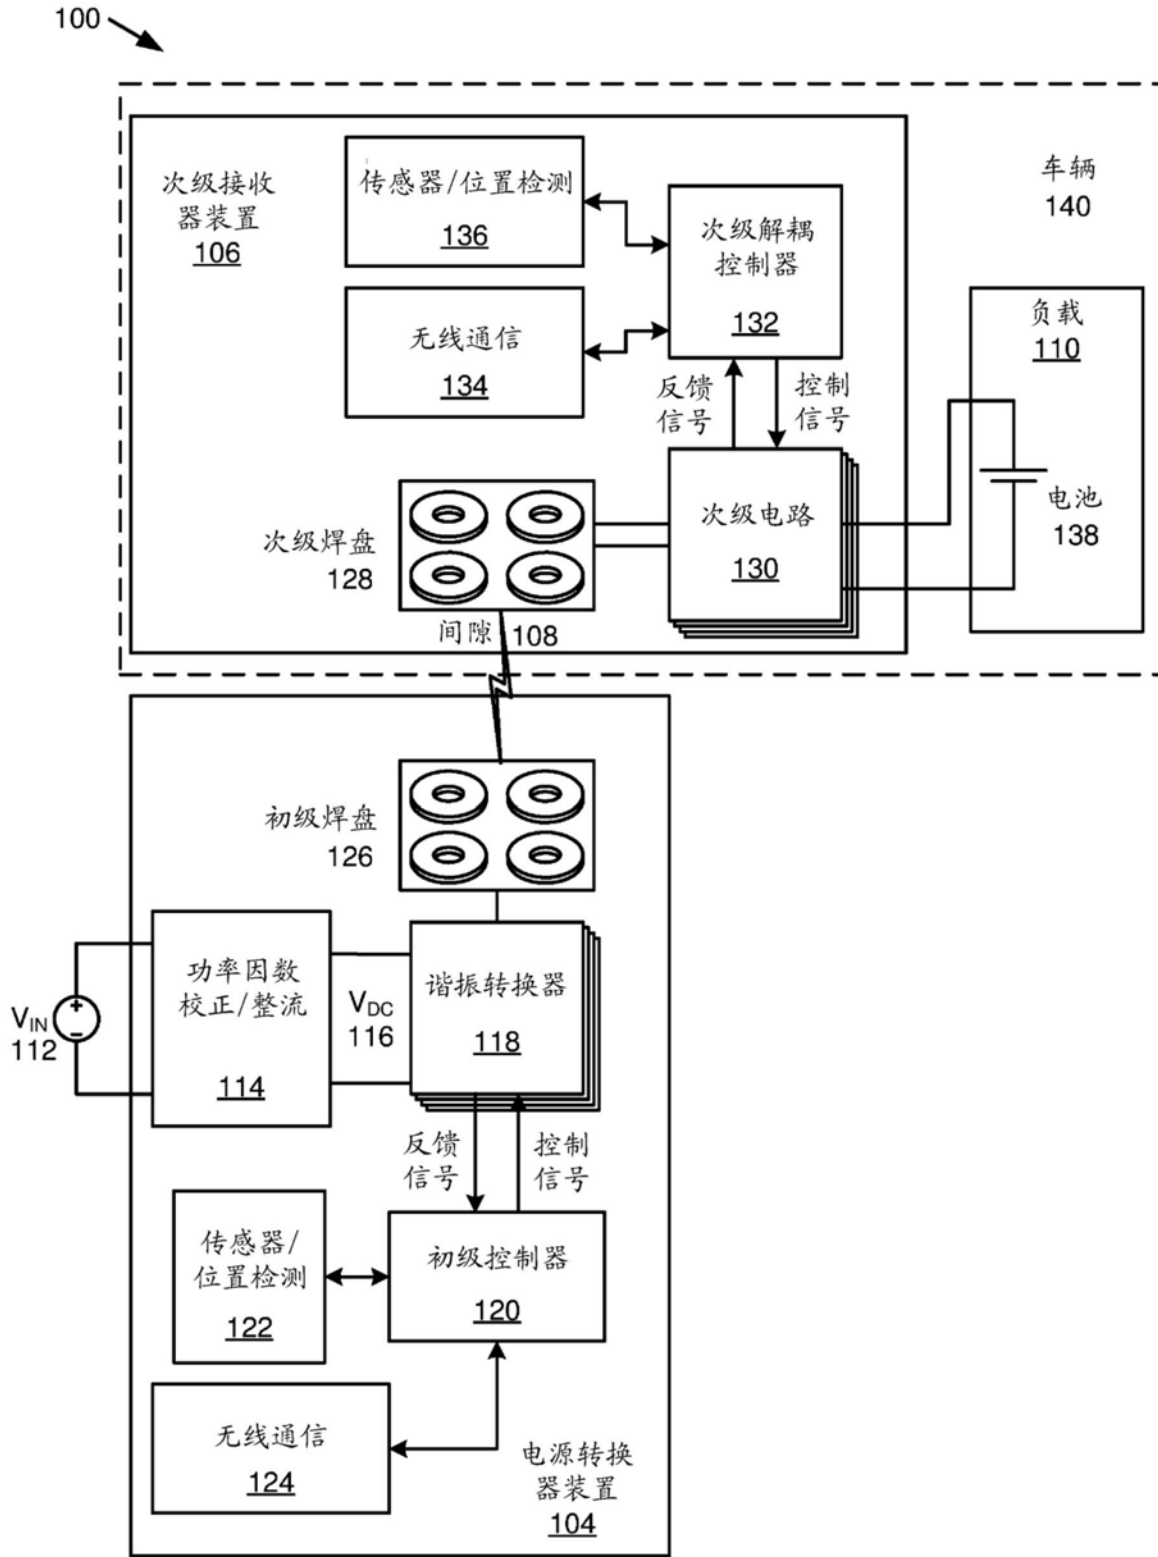 100
次级接收
器装置
106
传感器/位置检测
136
次级解耦
控制器
132
车辆
140
无线通信
134
负载
110
反馈
信号
控制
信号
次级焊盘
128
次级电路
130
电池
138
间隙 108
初级焊盘
126
V_IN
112
功率因数
校正/整流
114
V_DC
116
谐振转换器
118
反馈
信号
控制
信号
传感器/
位置检测
122
初级控制器
120
无线通信
124
电源转换
器装置
104